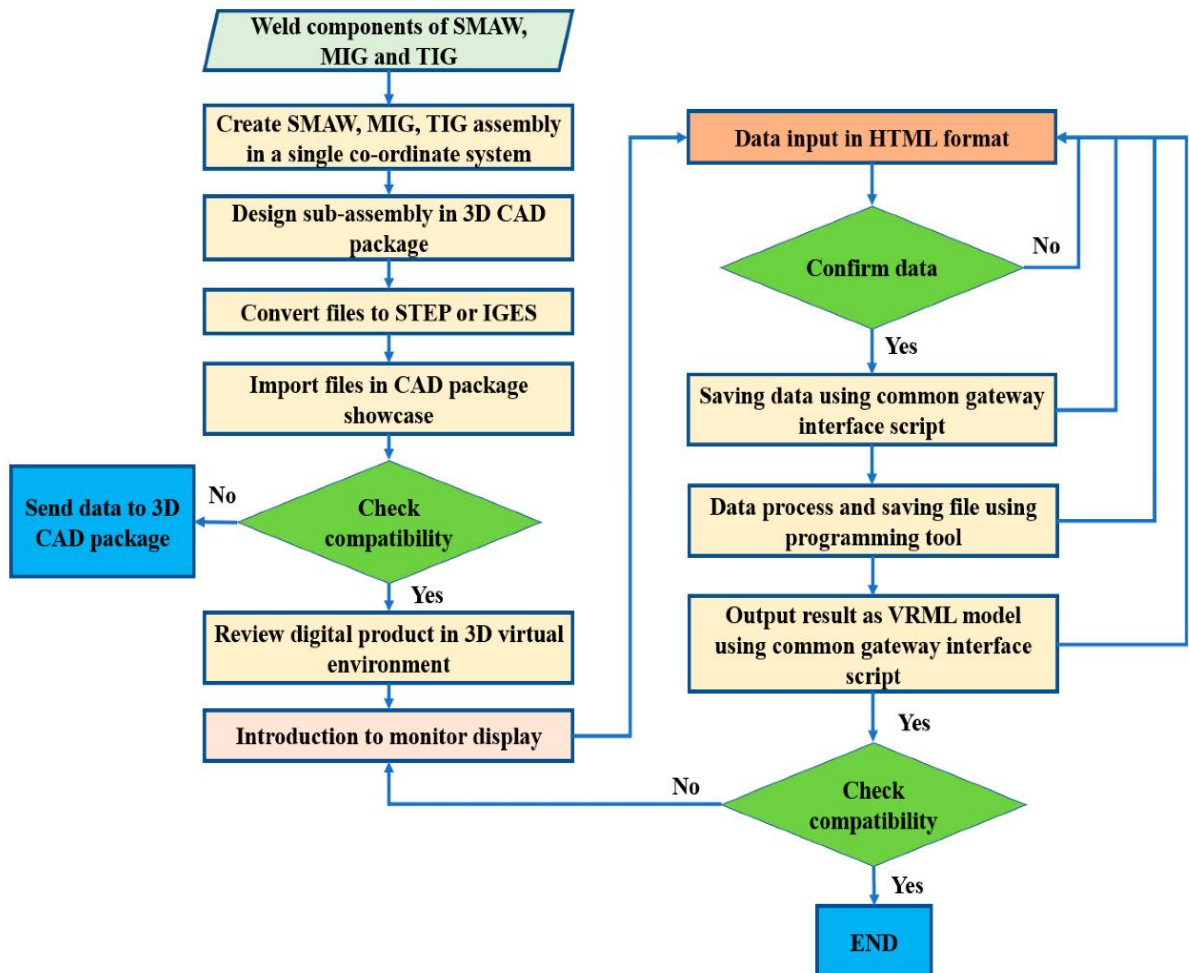 Weld components of SMAW,
MIG and TIG
Create SMAW, MIG, TIG assembly
in a single co-ordinate system
Design sub-assembly in 3D CAD
package
Convert files to STEP or IGES
Import files in CAD package
showcase
Check
compatibility
No
Send data to 3D
CAD package
Yes
Review digital product in 3D virtual
environment
Introduction to monitor display
Data input in HTML format
Confirm data
No
Yes
Saving data using common gateway
interface script
Data process and saving file using
programming tool
Output result as VRML model
using common gateway interface
script
Yes
Check
compatibility
No
Yes
END